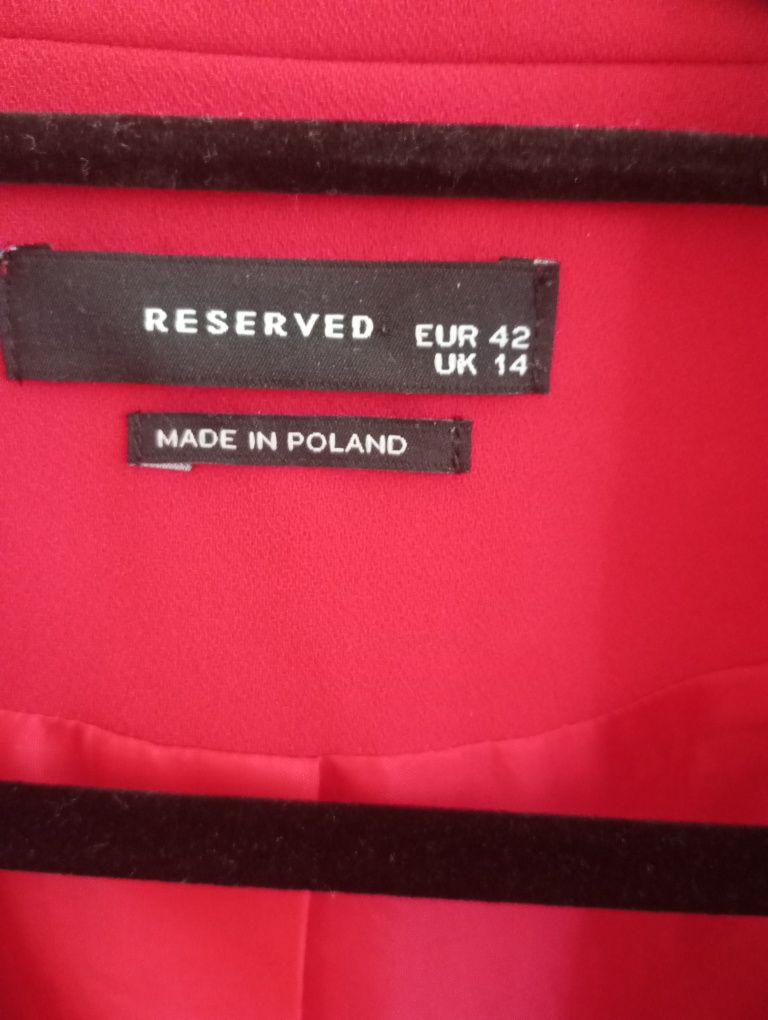 RESERVED
EUR 42
UK 14
MADE IN POLAND